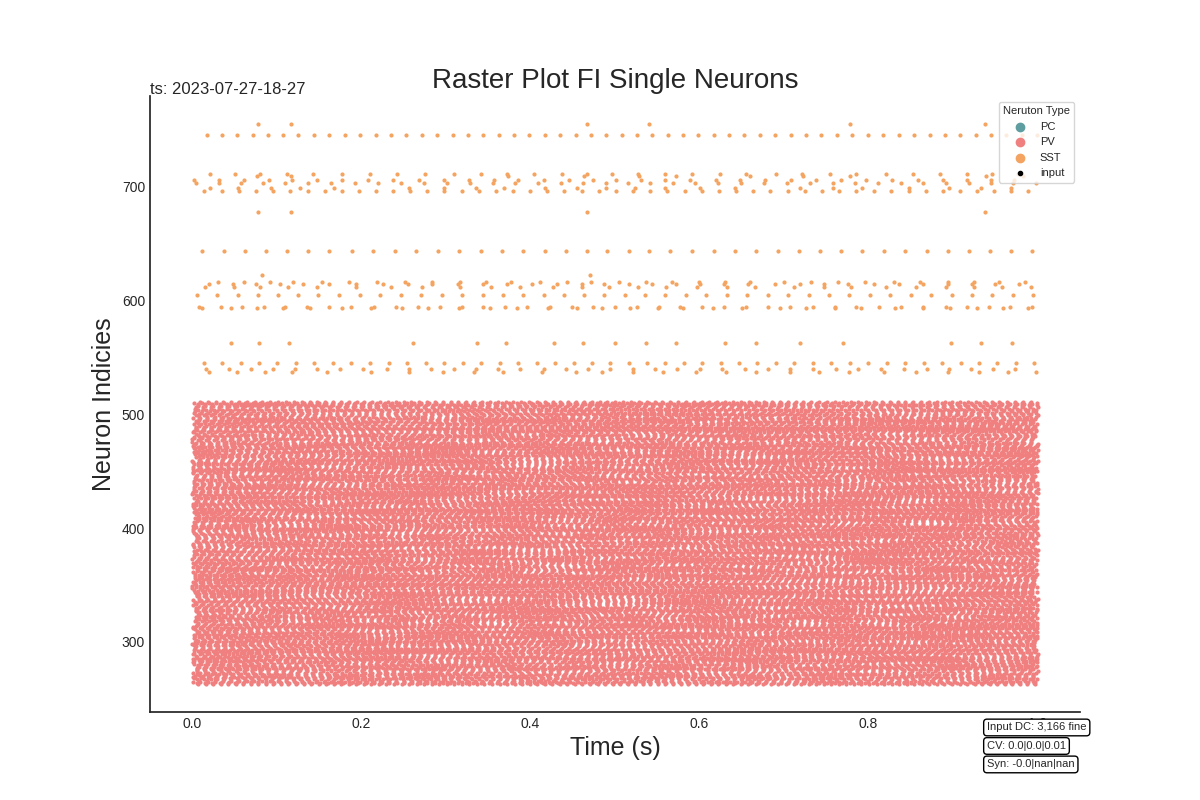 Raster Plot FI Single Neurons
ts: 2023-07-27-18-27
Neruton Type
PC
PV
SST
input
700
600
500
400
300
Neuron Indicies
0.0 0.2 0.4 0.6 0.8
Time (s)
Input DC: 3,166 fine
CV: 0.0|0.0|0.01
Syn: -0.0|nan|nan